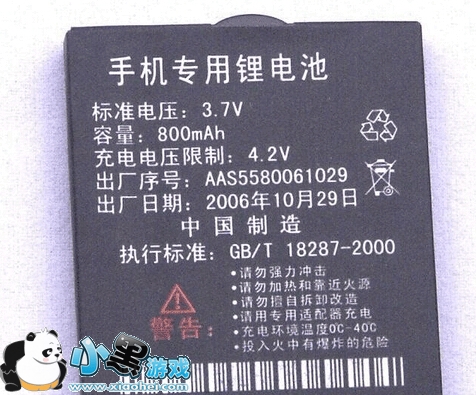 手机专用锂电池
标准电压: 3.7V
容量: 800mAh
充电电压限制: 4.2V
出厂序号: AAS5580061029
出厂日期: 2006年10月29日
中国制造
执行标准: GB/T 18287-2000
•请勿强力冲击
•请勿加热和靠近火源
•请勿擅自拆卸改造
•请用专用适配器充电
•充电环境温度0℃-40℃
•投入火中有爆炸的危险
警告:
小黑游戏
www.xiaohei.com